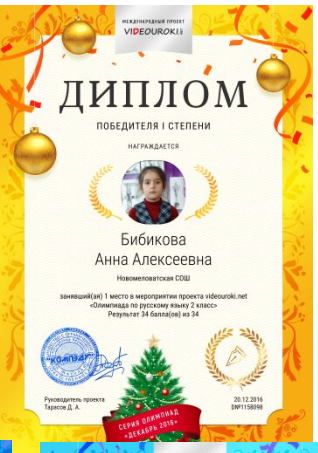 МЕЖДУНАРОДНЫЙ ПРОЕКТ
VIDEOUROKI
ДИПЛОМ
ПОБЕДИТЕЛЯ I СТЕПЕНИ
НАГРАЖДАЕТСЯ
Бибикова
Анна Алексеевна
Новомеловатская СОШ
занявший(ая) 1 место в мероприятии проекта videouroki.net
«Олимпиада по русскому языку 2 класс»
Результат 34 балла(ов) из 34
"КОМПЭДУ"
Руководитель проекта
Тарасов Д. А.
20.12.2016
СЕРИЯ ОЛИМПИАД
«ДЕКАБРЬ 2016»